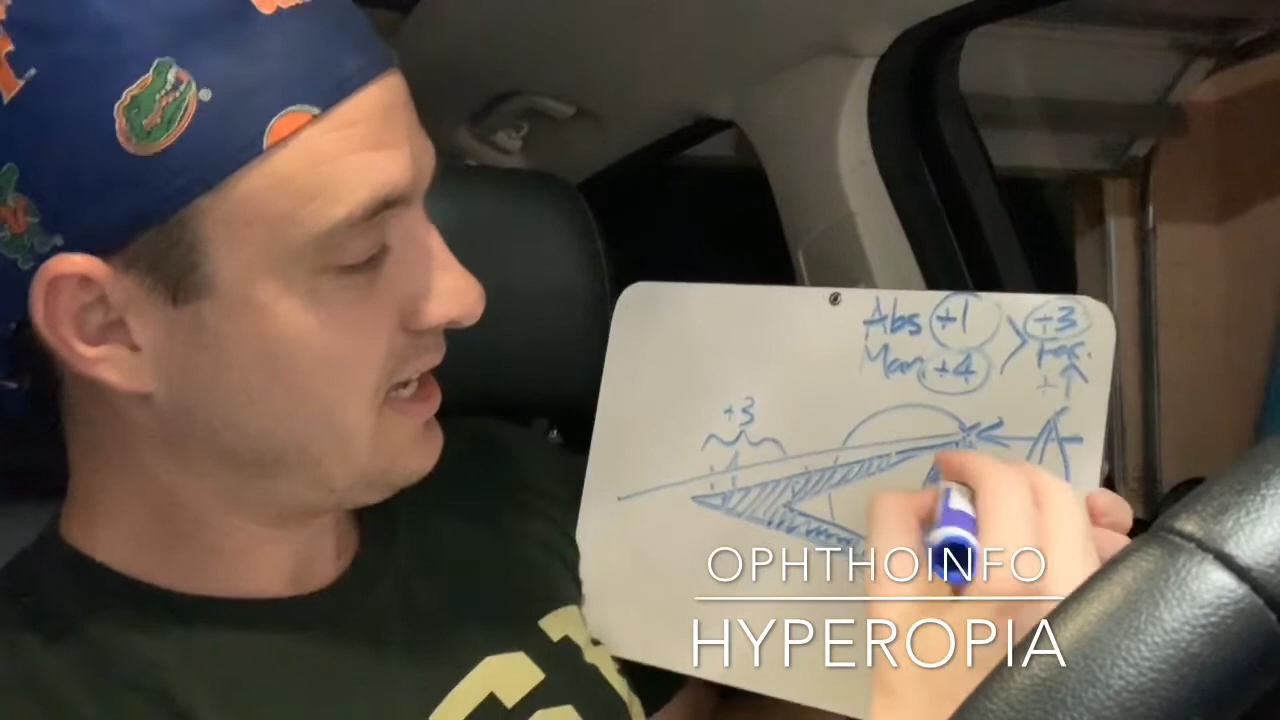 Abs +1
Man +4
+3
Fac.
+
+3
OPHTHOINFO
HYPEROPIA